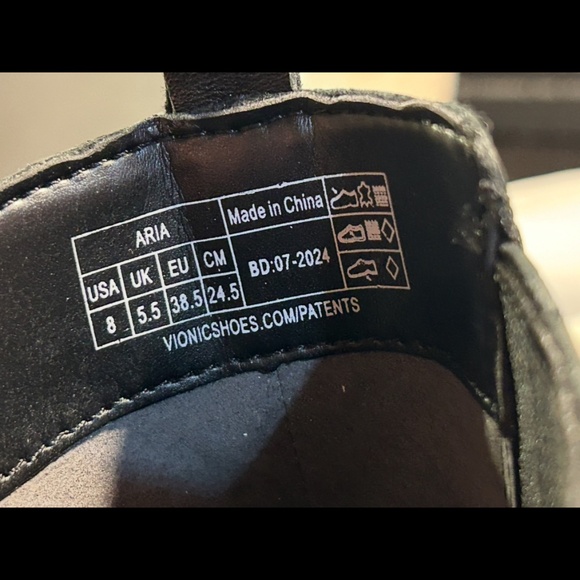 ARIA
Made in China
USA UK EU CM
8 5.5 38.5 24.5
BD:07-2024
VIONICSHOES.COM/PATENTS